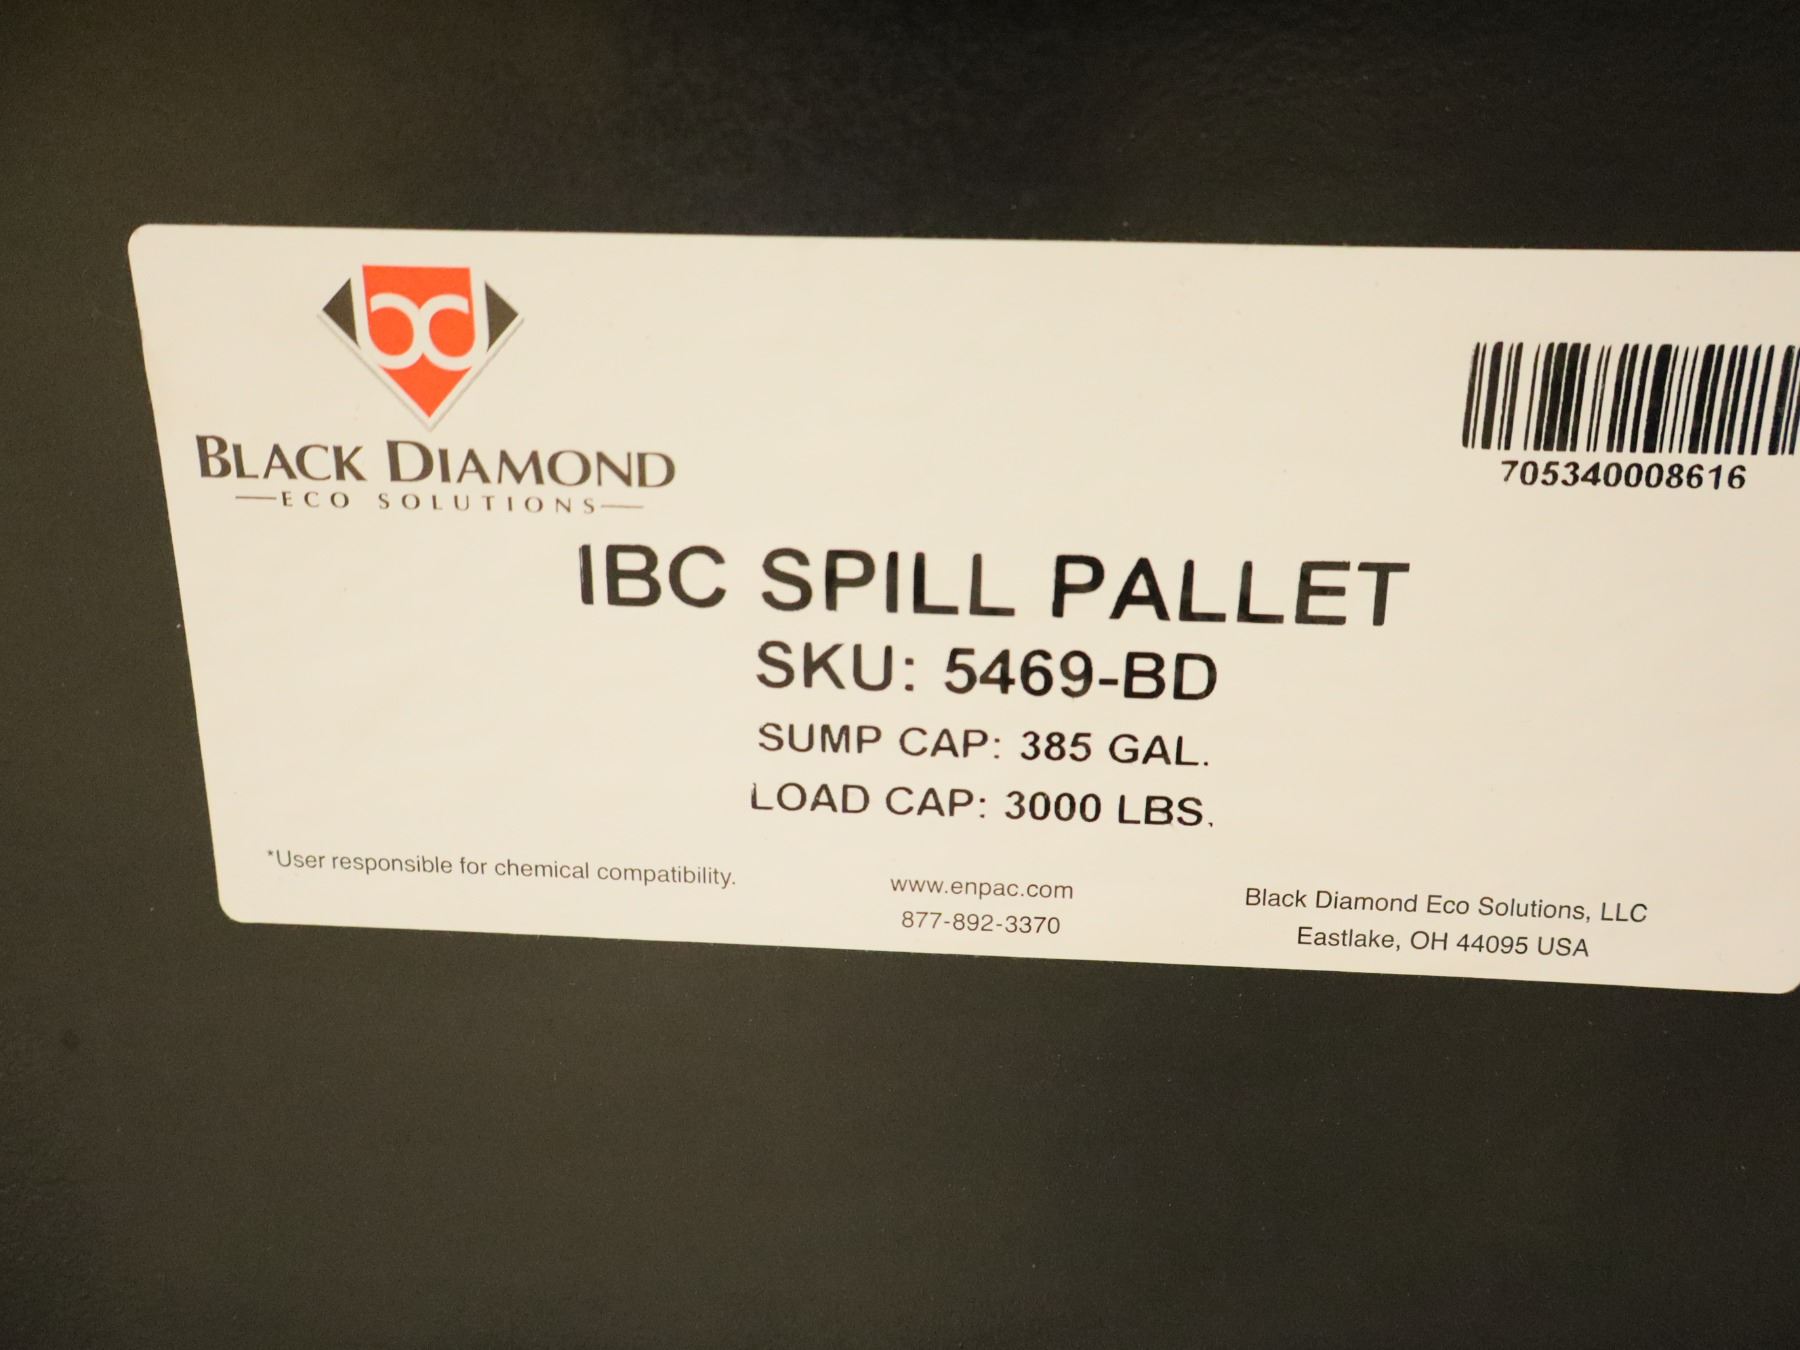 bd
BLACK DIAMOND
ECO SOLUTIONS
705340008616
IBC SPILL PALLET
SKU: 5469-BD
SUMP CAP: 385 GAL.
LOAD CAP: 3000 LBS.
*User responsible for chemical compatibility.
www.enpac.com
877-892-3370
Black Diamond Eco Solutions, LLC
Eastlake, OH 44095 USA